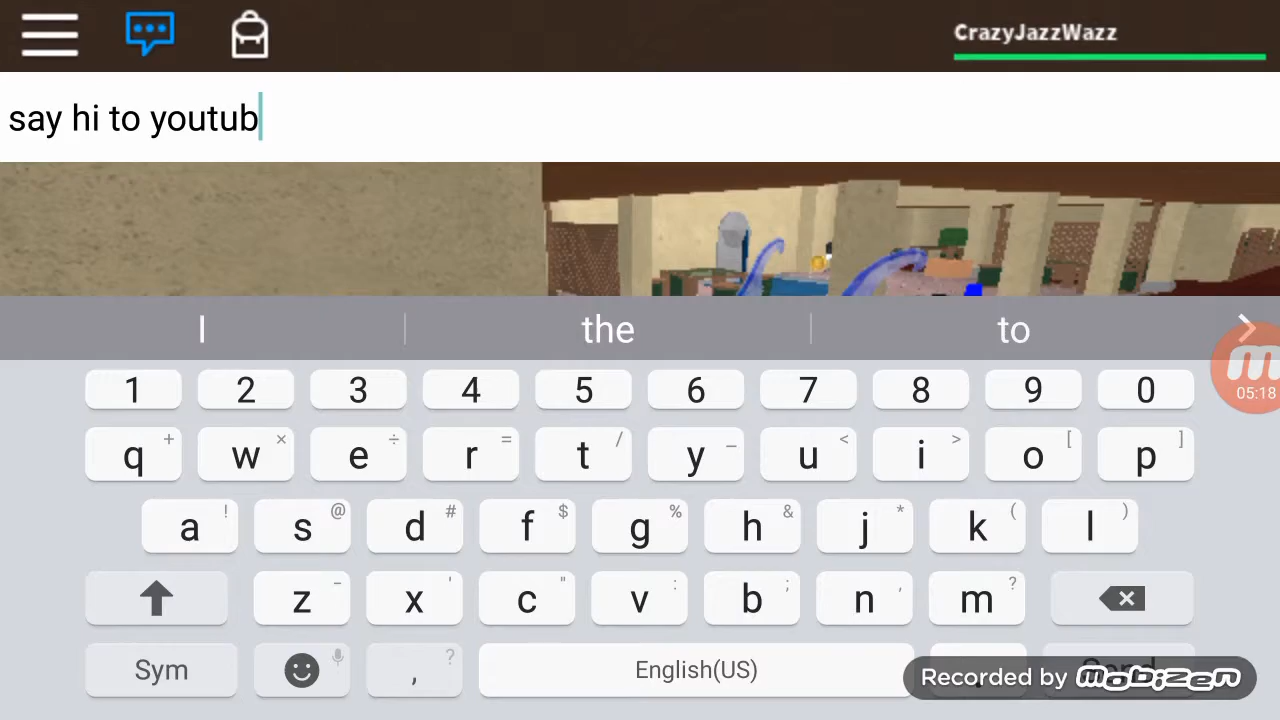 CrazyJazzWazz
say hi to youtub
I the to
05:18
1 2 3 4 5 6 7 8 9 0
q + w × e ÷ r = t / y _ u < i > o [ p ]
a ! s @ d # f $ g % h & j * k ( l )
z - x ' c " v : b ; n , m ?
Sym , ? English(US)
Recorded by mobizen